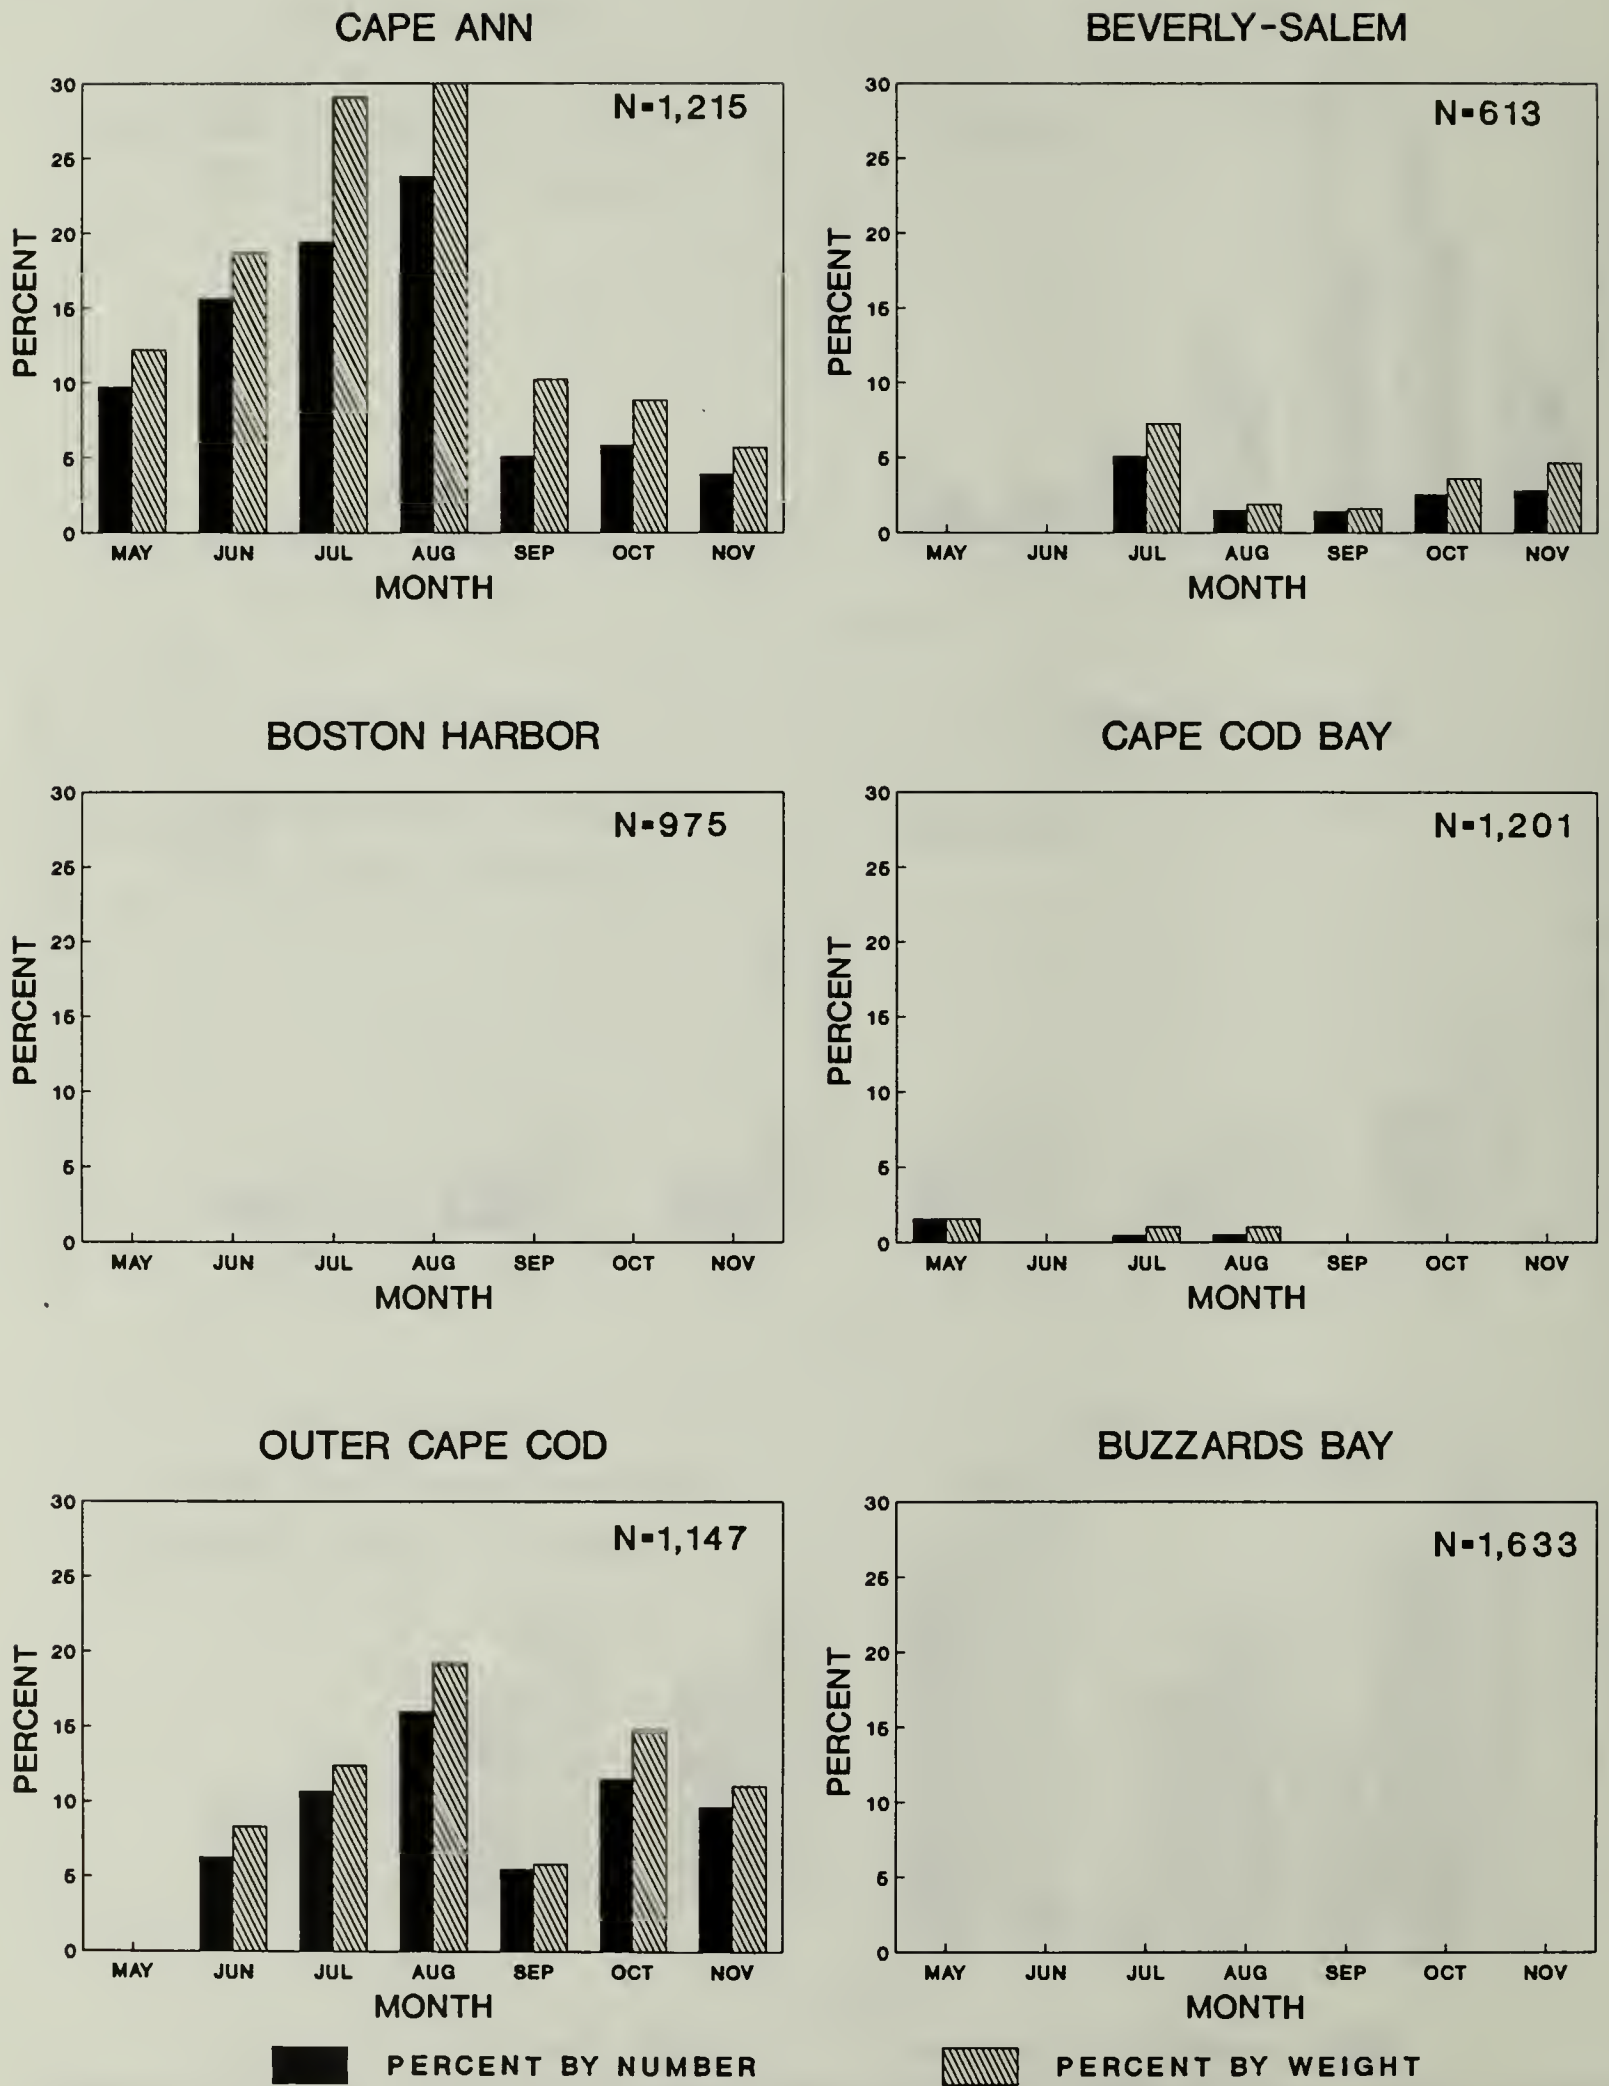 CAPE ANN
N=1,215
PERCENT
30
25
20
15
10
5
0
MAY JUN JUL AUG SEP OCT NOV
MONTH
BEVERLY-SALEM
N=613
PERCENT
30
25
20
15
10
5
0
MAY JUN JUL AUG SEP OCT NOV
MONTH
BOSTON HARBOR
N=975
PERCENT
30
25
20
15
10
5
0
MAY JUN JUL AUG SEP OCT NOV
MONTH
CAPE COD BAY
N=1,201
PERCENT
30
25
20
15
10
5
0
MAY JUN JUL AUG SEP OCT NOV
MONTH
OUTER CAPE COD
N=1,147
PERCENT
30
25
20
15
10
5
0
MAY JUN JUL AUG SEP OCT NOV
MONTH
BUZZARDS BAY
N=1,633
PERCENT
30
25
20
15
10
5
0
MAY JUN JUL AUG SEP OCT NOV
MONTH
PERCENT BY NUMBER
PERCENT BY WEIGHT